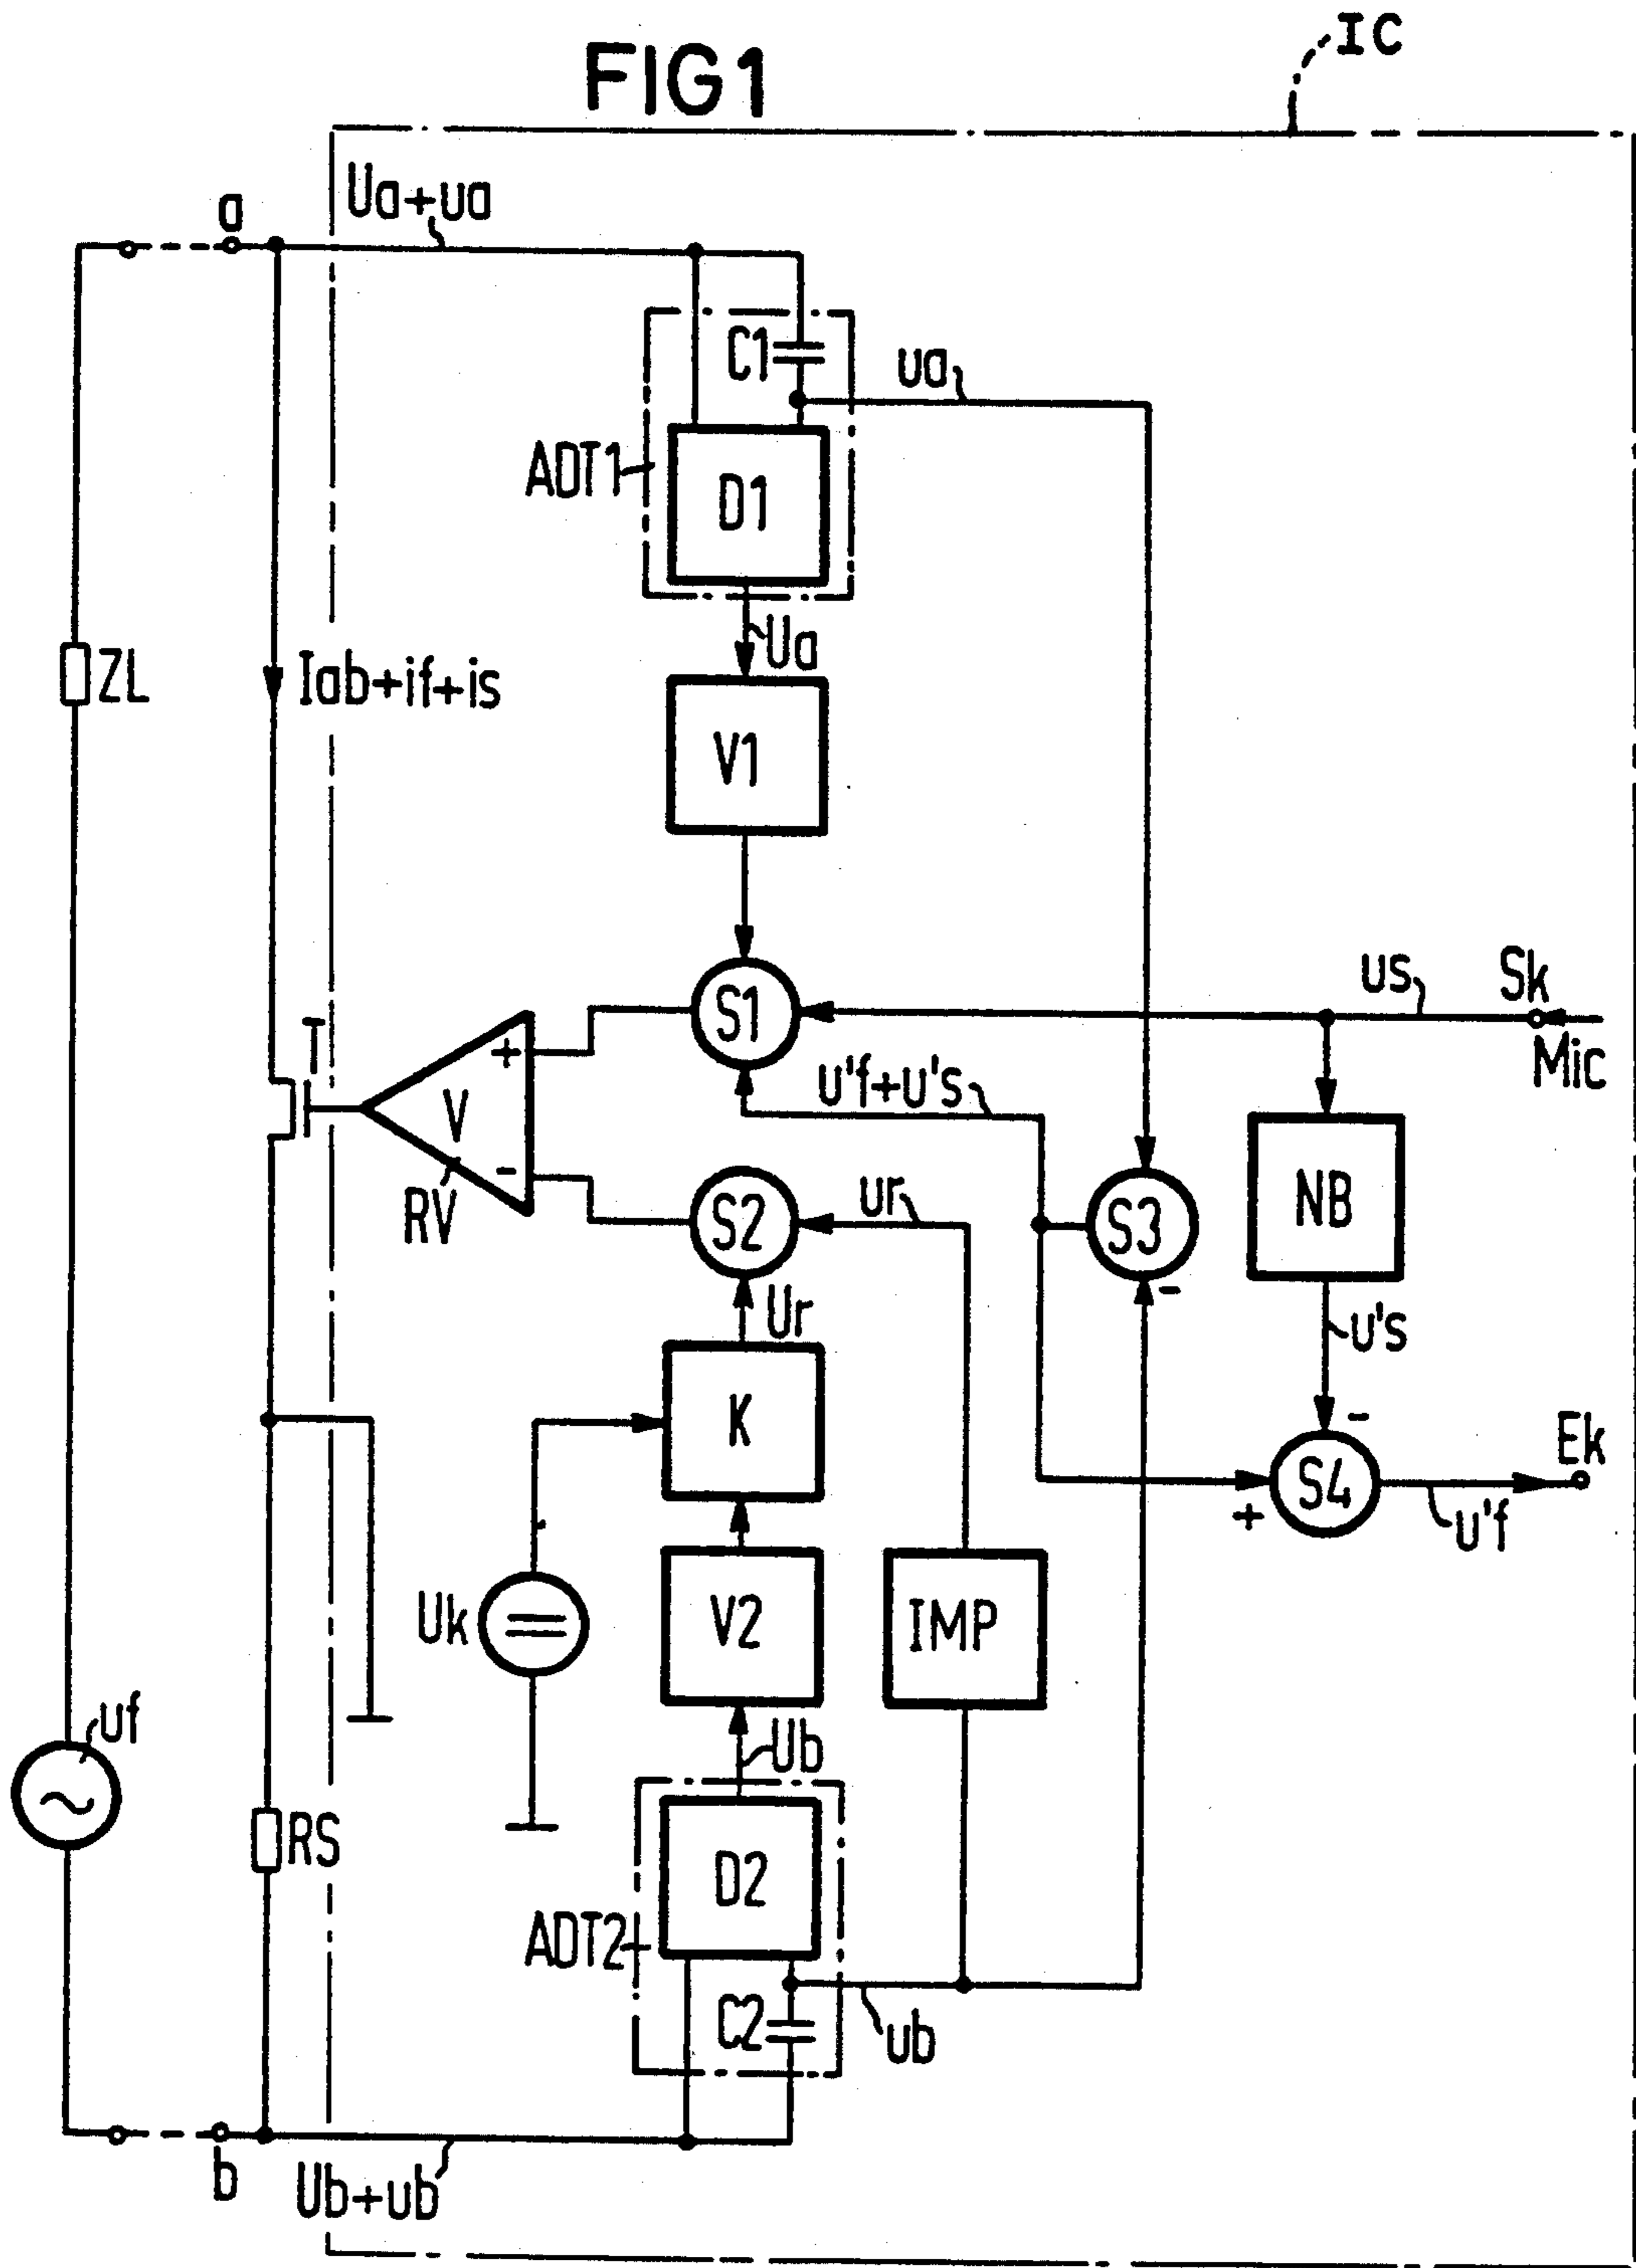 FIG1
IC
a
Ua+ua
C1
ua
ADT1
D1
Ua
ZL
Iab+if+is
V1
S1
us
Sk
Mic
T
V
+
-
RV
u'f+u's
S2
ur
S3
-
NB
Ur
u's
K
-
Ek
S4
+
u'f
Uk
V2
IMP
uf
Ub
RS
D2
ADT2
C2
ub
b
Ub+ub